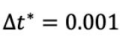 Δt* = 0.001